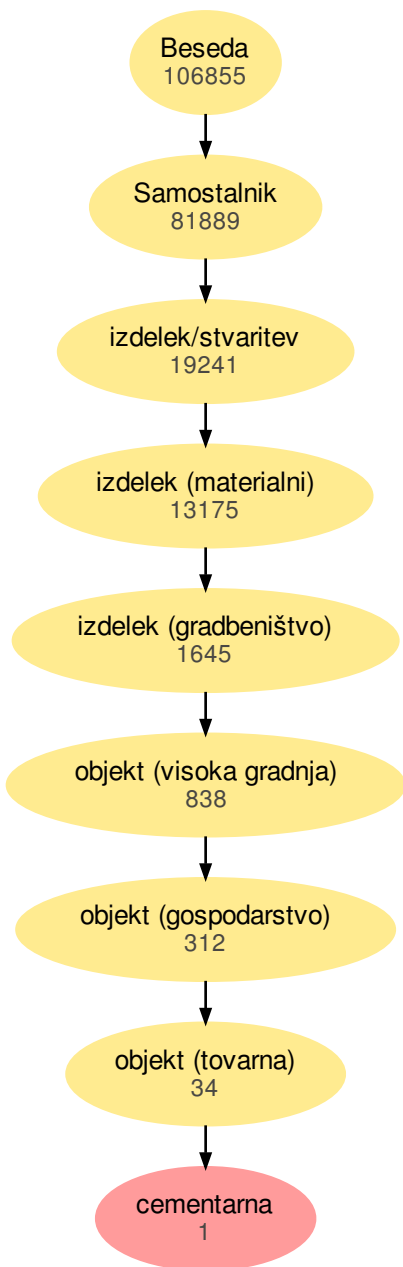 Beseda
106855
Samostalnik
81889
izdelek/stvaritev
19241
izdelek (materialni)
13175
izdelek (gradbeništvo)
1645
objekt (visoka gradnja)
838
objekt (gospodarstvo)
312
objekt (tovarna)
34
cementarna
1